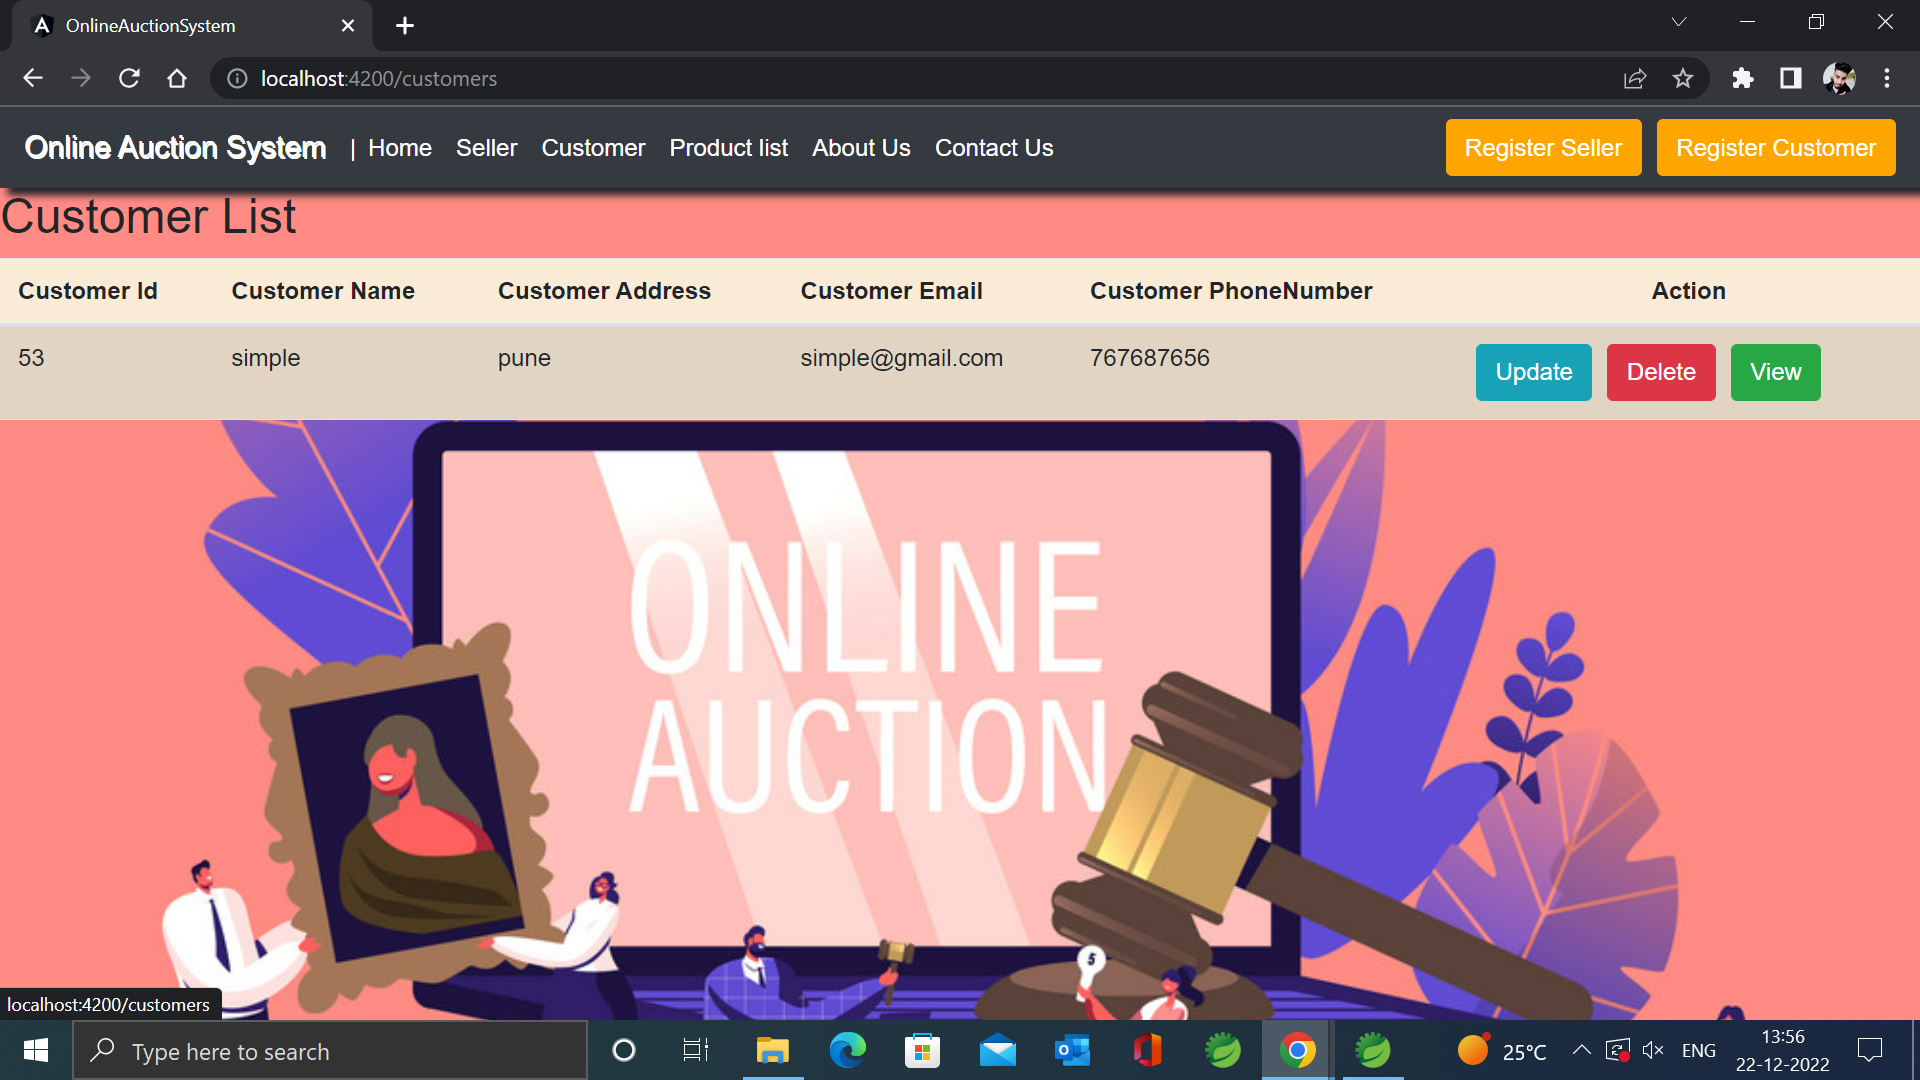 OnlineAuctionSystem
localhost:4200/customers
Online Auction System | Home Seller Customer Product list About Us Contact Us Register Seller Register Customer
Customer List
Customer Id Customer Name Customer Address Customer Email Customer PhoneNumber Action
53 simple pune simple@gmail.com 767687656 Update Delete View
ONLINE
AUCTION
5
localhost:4200/customers
Type here to search
25°C ENG 13:56
22-12-2022